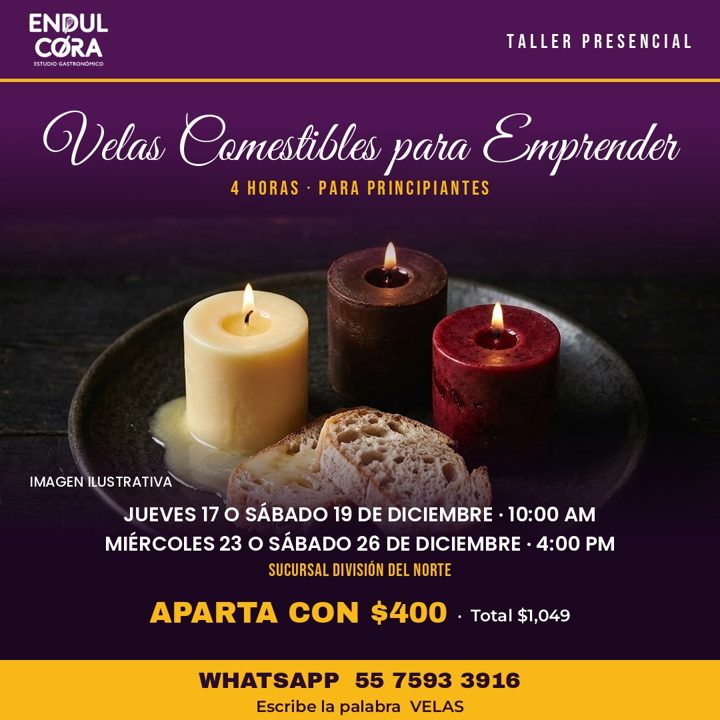 ENDUL
CØRA
ESTUDIO GASTRONÓMICO
TALLER PRESENCIAL
Velas Comestibles para Emprender
4 HORAS · PARA PRINCIPIANTES
IMAGEN ILUSTRATIVA
JUEVES 17 O SÁBADO 19 DE DICIEMBRE · 10:00 AM
MIÉRCOLES 23 O SÁBADO 26 DE DICIEMBRE · 4:00 PM
SUCURSAL DIVISIÓN DEL NORTE
APARTA CON $400 · Total $1,049
WHATSAPP 55 7593 3916
Escribe la palabra VELAS